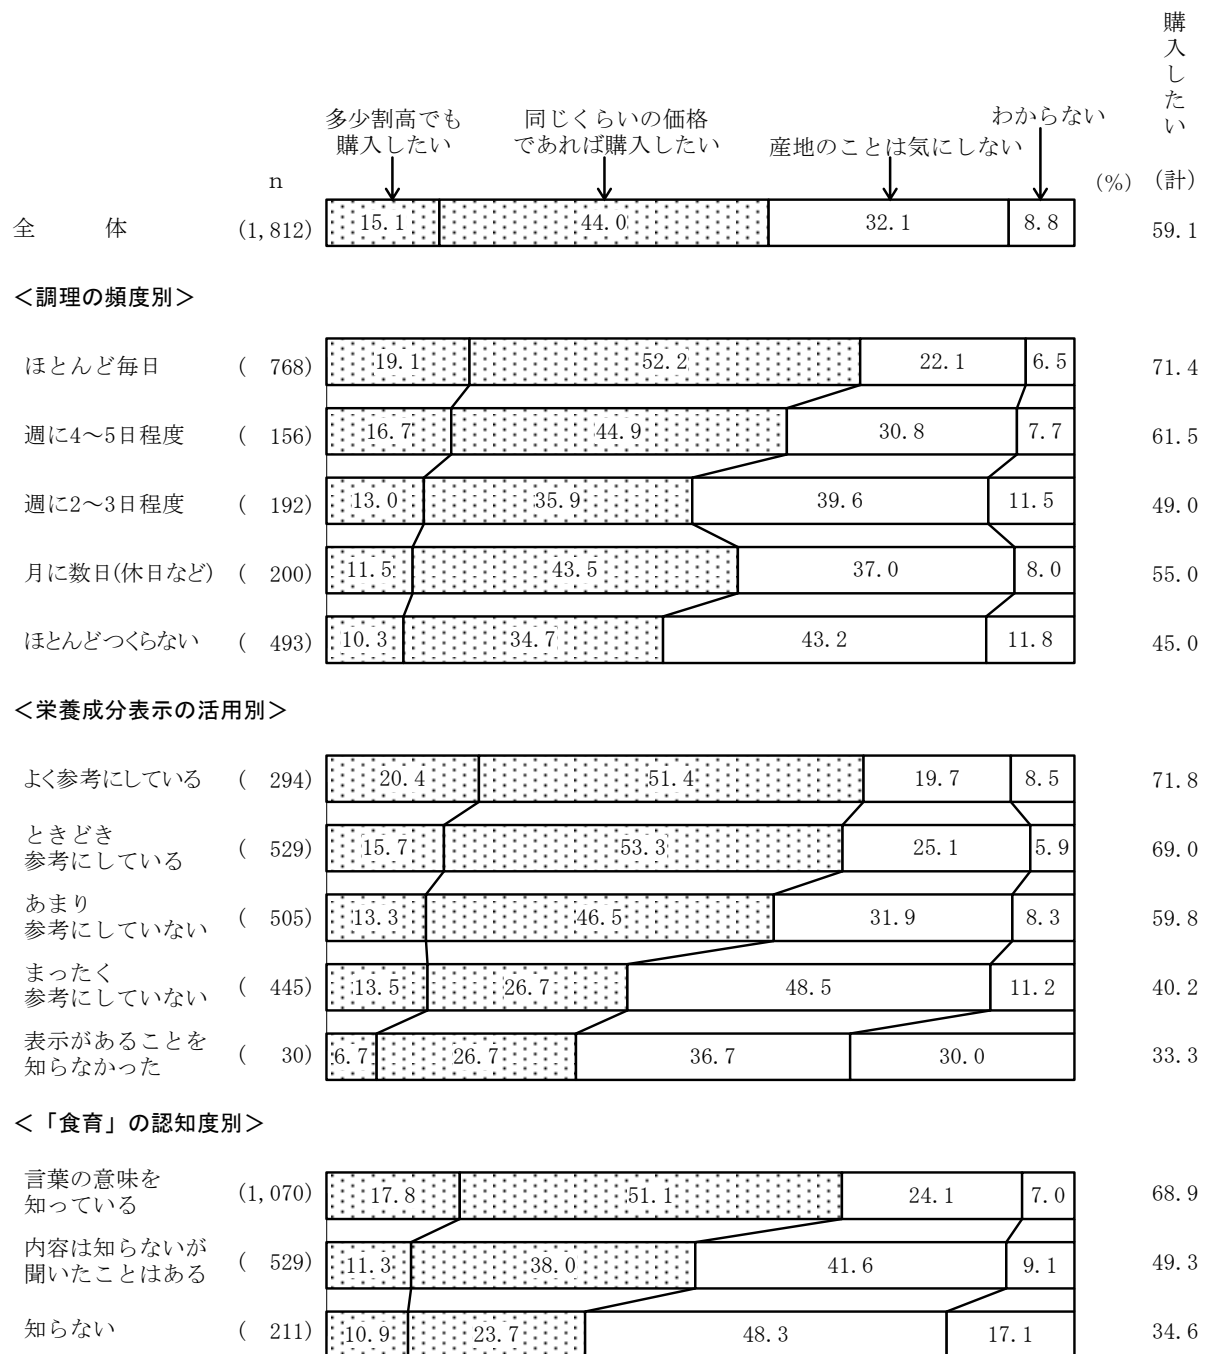 購入したい
多少割高でも
購入したい
同じくらいの価格
であれば購入したい
産地のことは気にしない
わからない
n
(%)
(計)
全 体 (1,812) 15.1 44.0 32.1 8.8 59.1
＜調理の頻度別＞
ほとんど毎日 ( 768) 19.1 52.2 22.1 6.5 71.4
週に4～5日程度 ( 156) 16.7 44.9 30.8 7.7 61.5
週に2～3日程度 ( 192) 13.0 35.9 39.6 11.5 49.0
月に数日(休日など) ( 200) 11.5 43.5 37.0 8.0 55.0
ほとんどつくらない ( 493) 10.3 34.7 43.2 11.8 45.0
＜栄養成分表示の活用別＞
よく参考にしている ( 294) 20.4 51.4 19.7 8.5 71.8
ときどき
参考にしている ( 529) 15.7 53.3 25.1 5.9 69.0
あまり
参考にしていない ( 505) 13.3 46.5 31.9 8.3 59.8
まったく
参考にしていない ( 445) 13.5 26.7 48.5 11.2 40.2
表示があることを
知らなかった ( 30) 6.7 26.7 36.7 30.0 33.3
＜「食育」の認知度別＞
言葉の意味を
知っている (1,070) 17.8 51.1 24.1 7.0 68.9
内容は知らないが
聞いたことはある ( 529) 11.3 38.0 41.6 9.1 49.3
知らない ( 211) 10.9 23.7 48.3 17.1 34.6